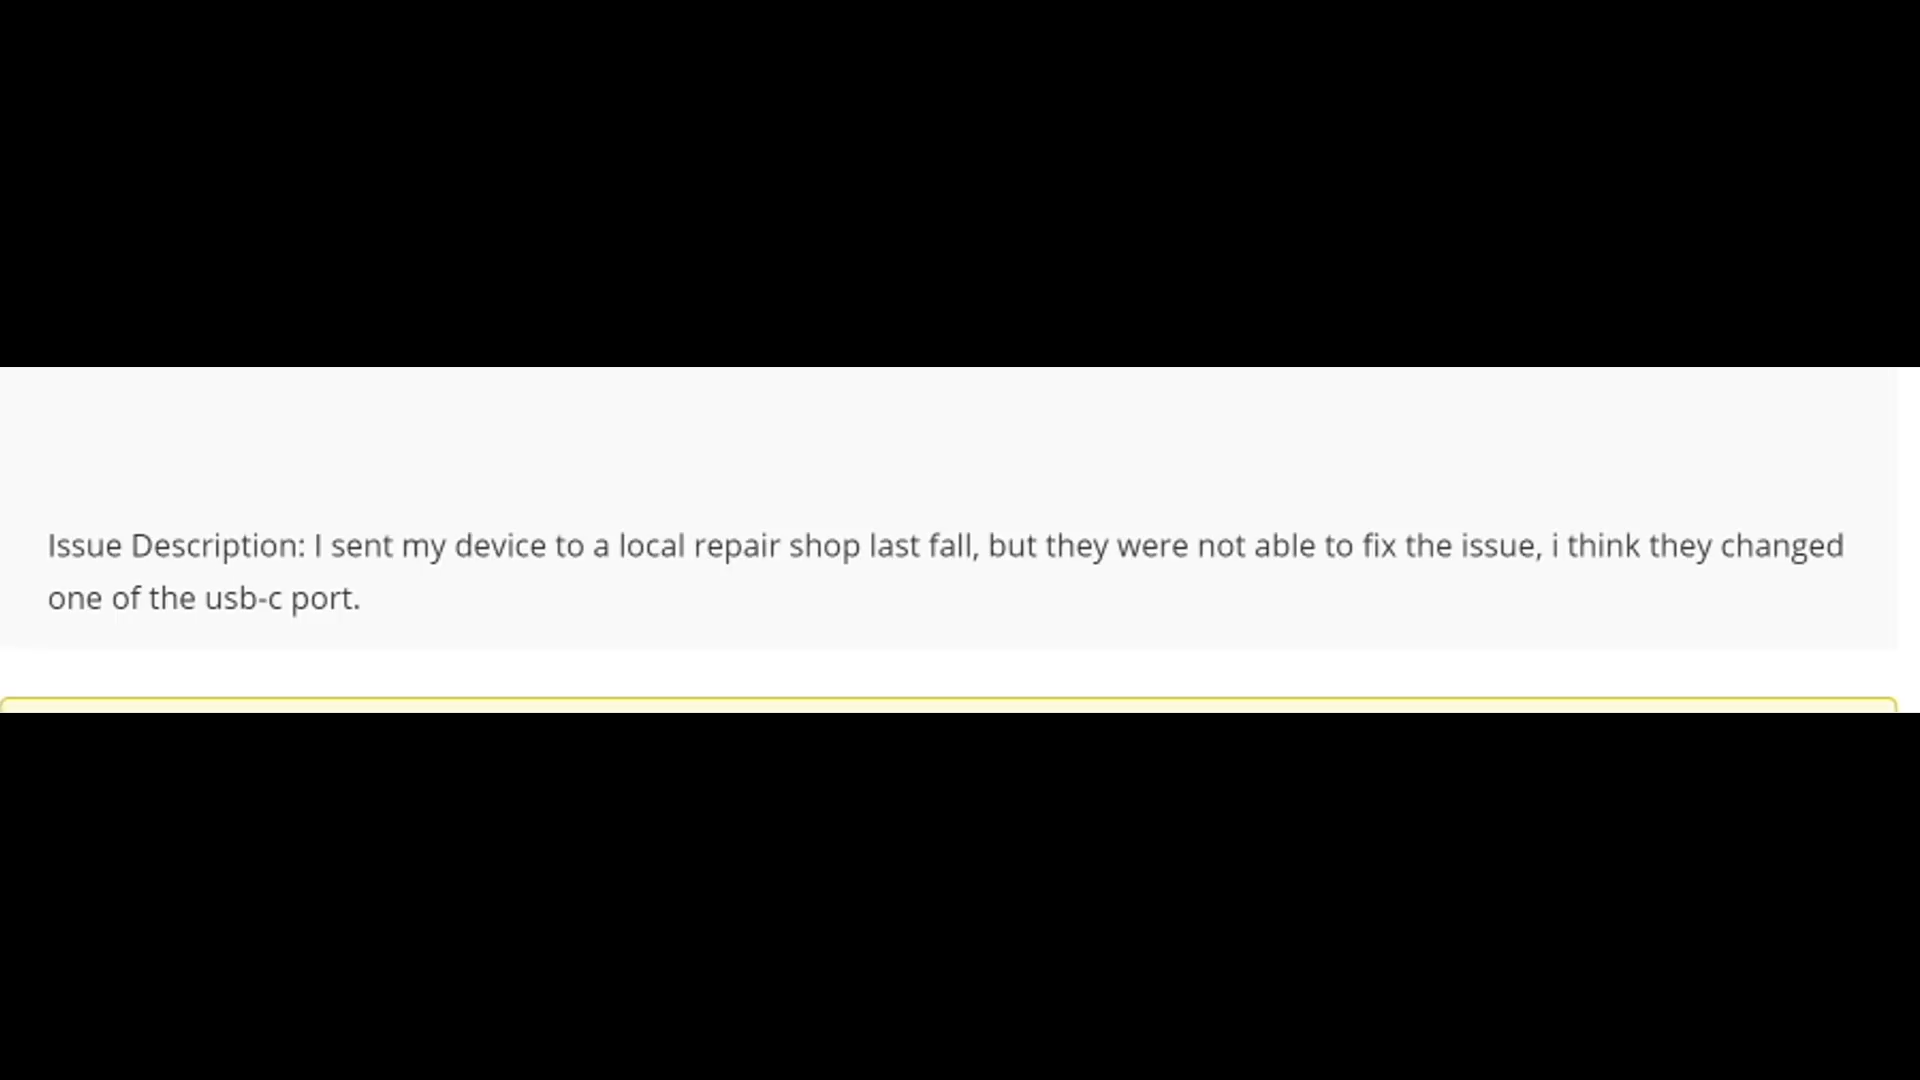 Issue Description: I sent my device to a local repair shop last fall, but they were not able to fix the issue, i think they changed
one of the usb-c port.